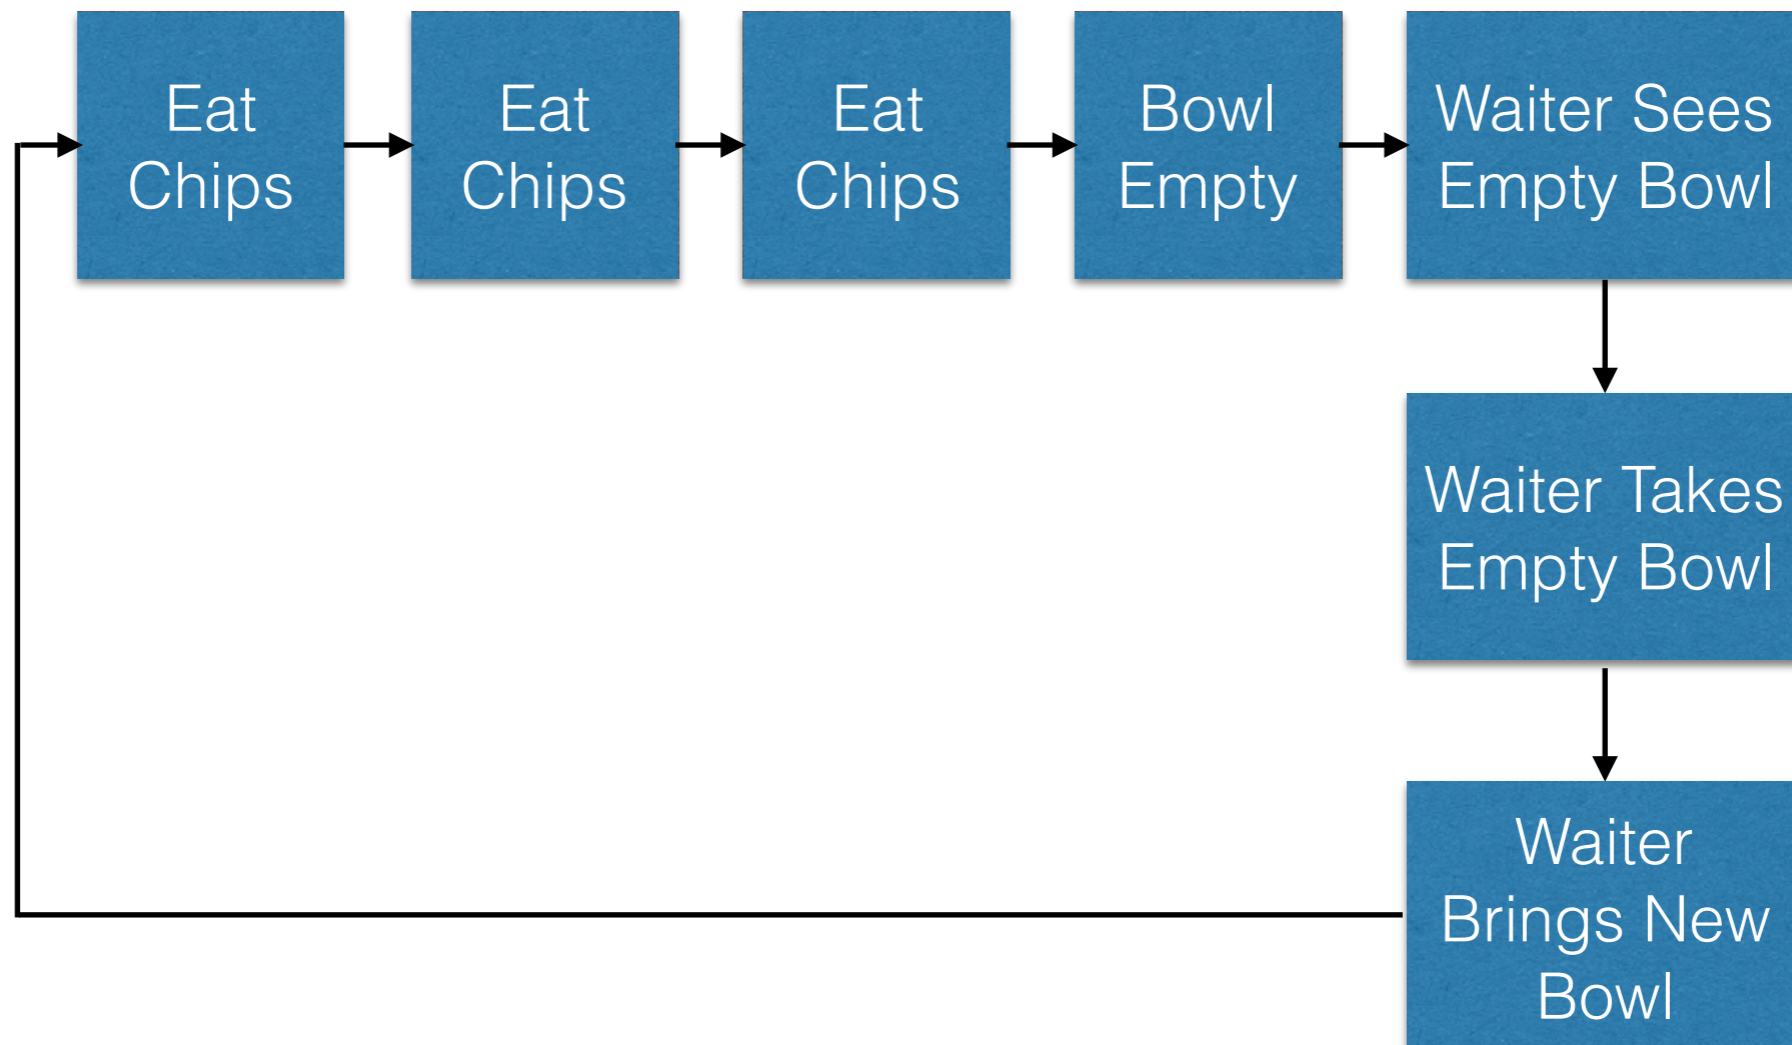 Eat
Chips
Eat
Chips
Eat
Chips
Bowl
Empty
Waiter Sees
Empty Bowl
Waiter Takes
Empty Bowl
Waiter
Brings New
Bowl